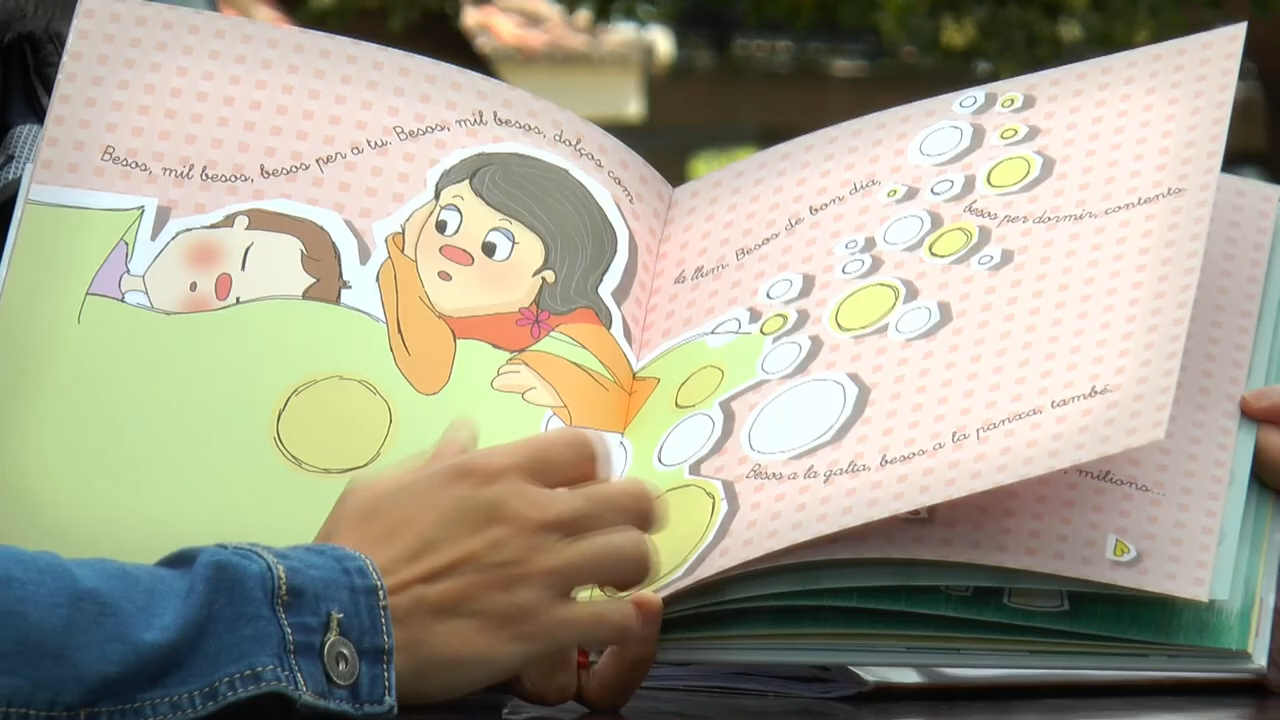 Besos, mil besos, besos per a tu. Besos, mil besos, dolços com
la llum. Besos de bon dia,
besos per dormir, contents.
Besos a la galta, besos a la panxa, també.
, milions...